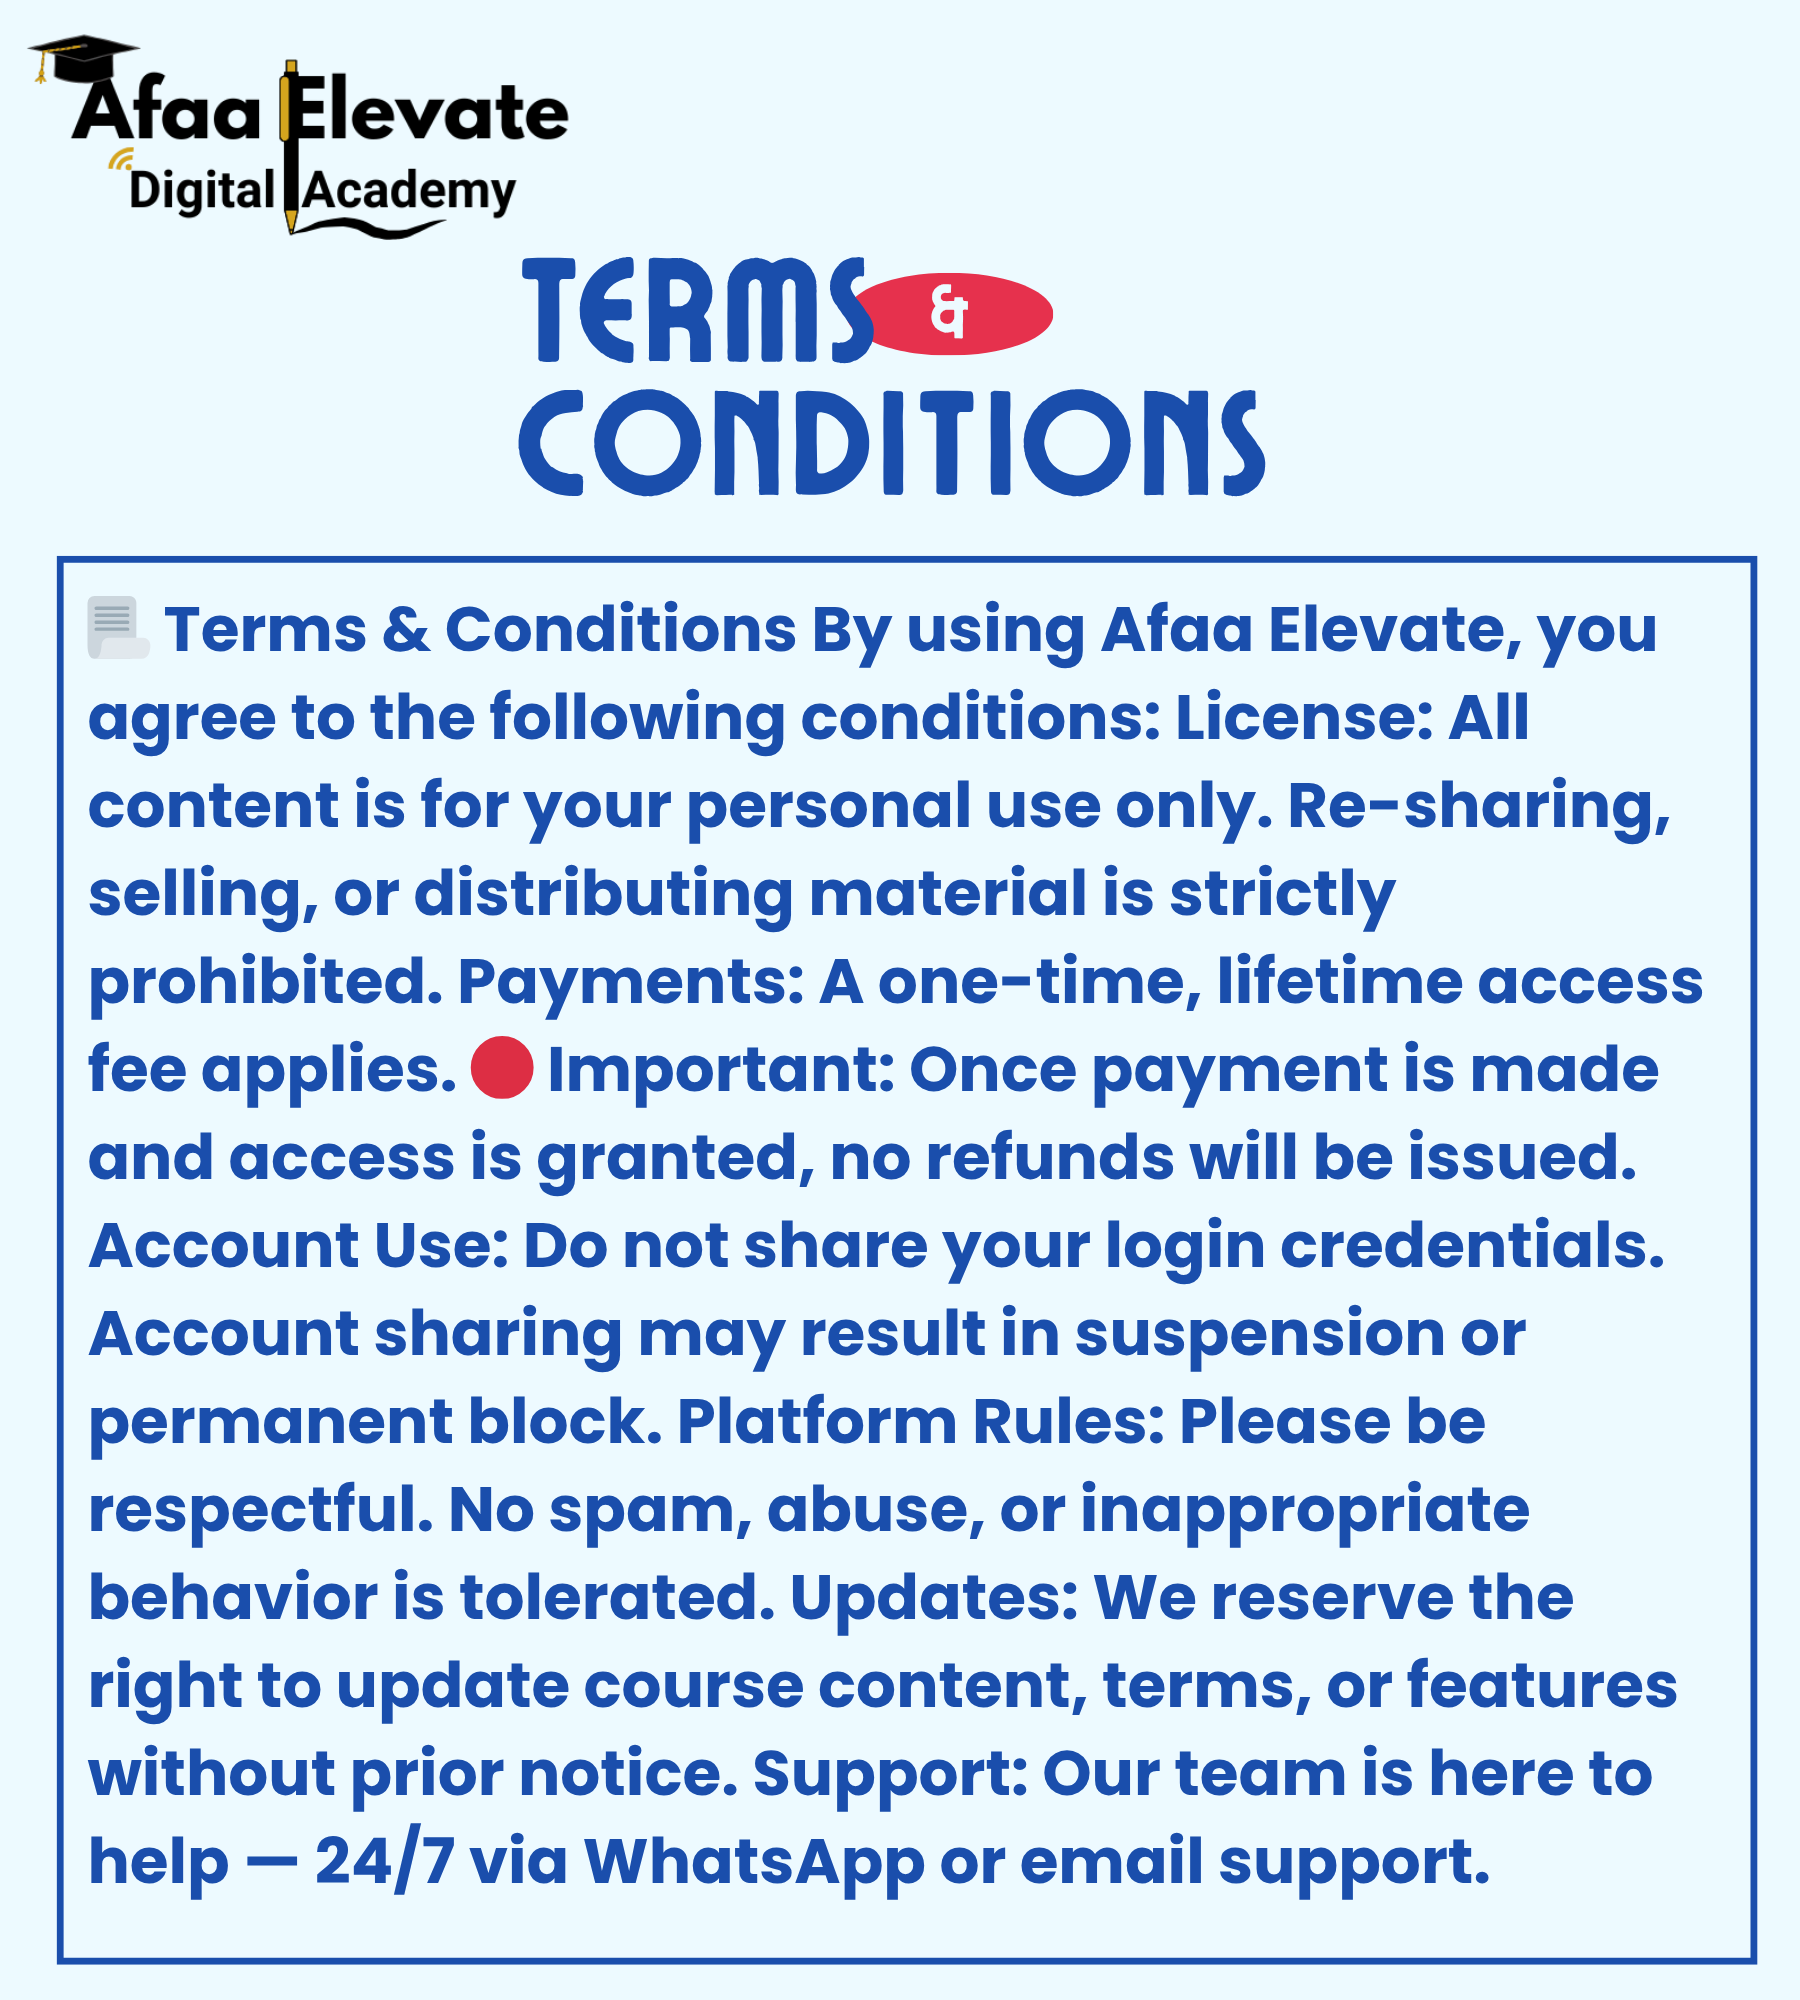 Afaa Elevate
Digital Academy
TERMS &
CONDITIONS
📜 Terms & Conditions By using Afaa Elevate, you
agree to the following conditions: License: All
content is for your personal use only. Re-sharing,
selling, or distributing material is strictly
prohibited. Payments: A one-time, lifetime access
fee applies. 🔴 Important: Once payment is made
and access is granted, no refunds will be issued.
Account Use: Do not share your login credentials.
Account sharing may result in suspension or
permanent block. Platform Rules: Please be
respectful. No spam, abuse, or inappropriate
behavior is tolerated. Updates: We reserve the
right to update course content, terms, or features
without prior notice. Support: Our team is here to
help — 24/7 via WhatsApp or email support.